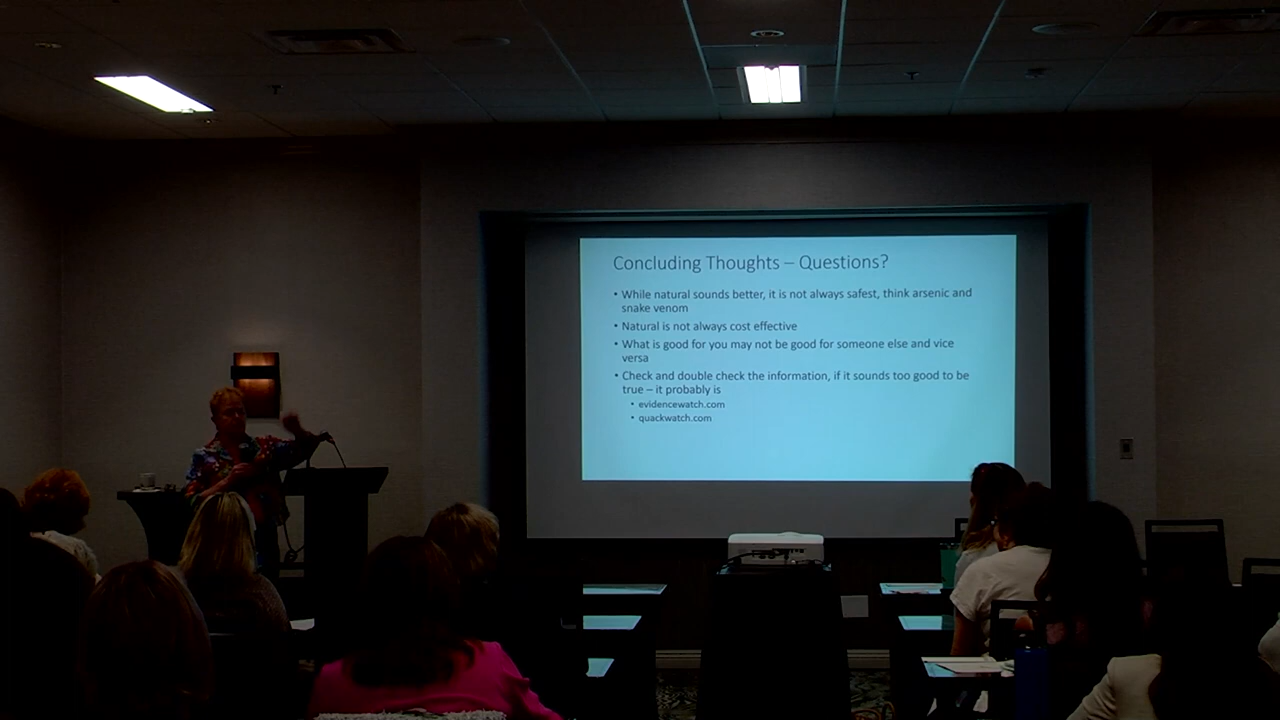 Concluding Thoughts – Questions?
• While natural sounds better, it is not always safest, think arsenic and
snake venom
• Natural is not always cost effective
• What is good for you may not be good for someone else and vice
versa
• Check and double check the information, if it sounds too good to be
true – it probably is
• evidencewatch.com
• quackwatch.com